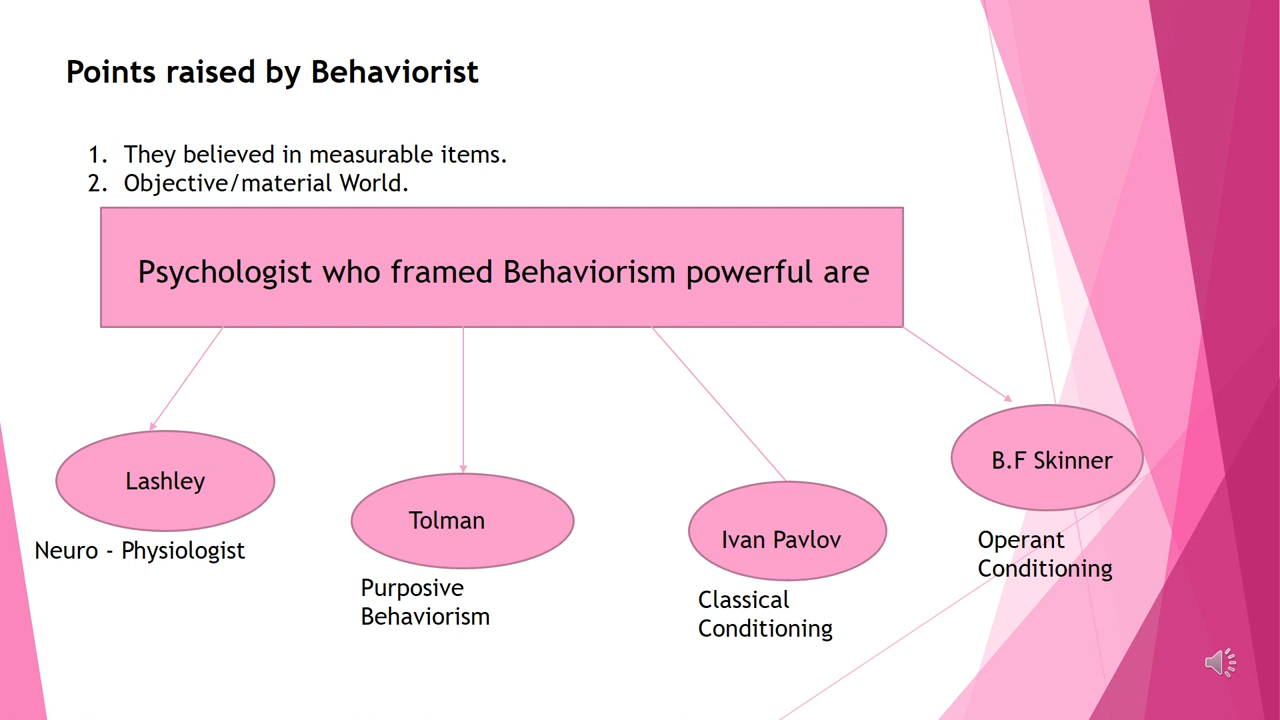 Points raised by Behaviorist
1. They believed in measurable items.
2. Objective/material World.
Psychologist who framed Behaviorism powerful are
Lashley
Neuro - Physiologist
Tolman
Purposive
Behaviorism
Ivan Pavlov
Classical
Conditioning
B.F Skinner
Operant
Conditioning